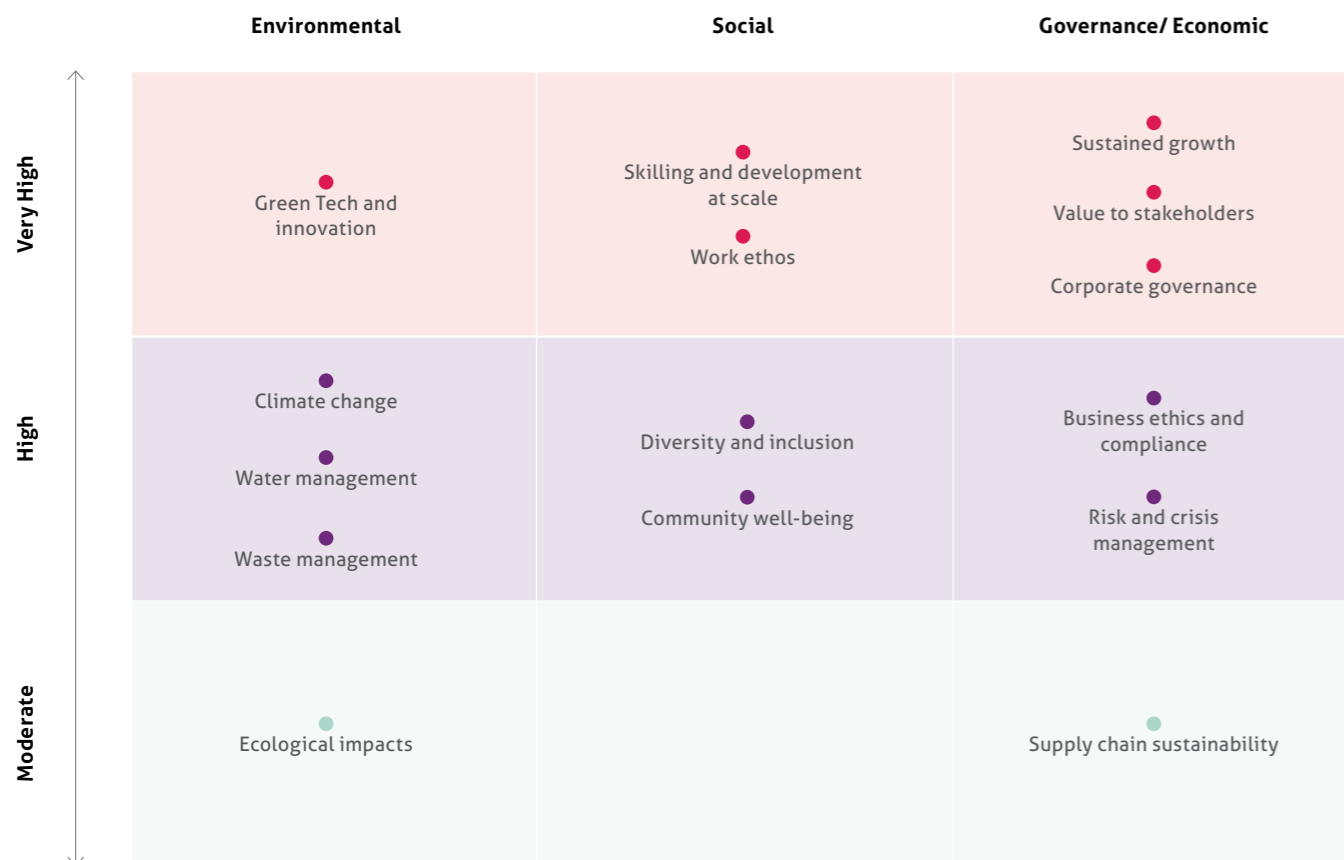 Environmental
Social
Governance/ Economic
Very High
Green Tech and
innovation
Skilling and development
at scale
Work ethos
Sustained growth
Value to stakeholders
Corporate governance
High
Climate change
Water management
Waste management
Diversity and inclusion
Community well-being
Business ethics and
compliance
Risk and crisis
management
Moderate
Ecological impacts
Supply chain sustainability